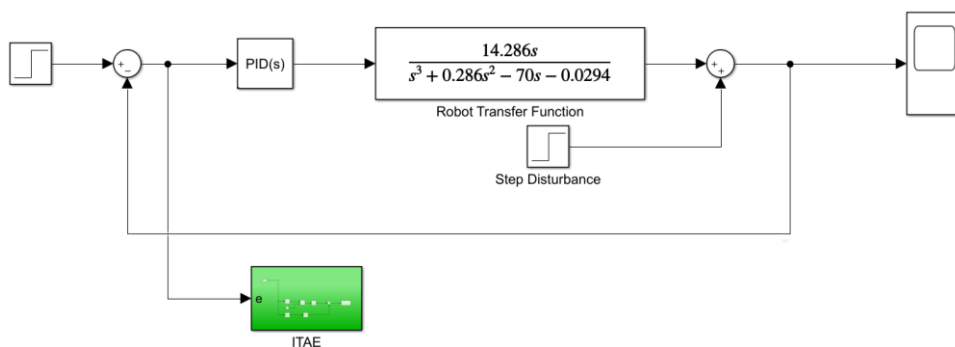 +
−
PID(s)
14.286s
s³ + 0.286s² − 70s − 0.0294
Robot Transfer Function
+
+
Step Disturbance
e
ITAE